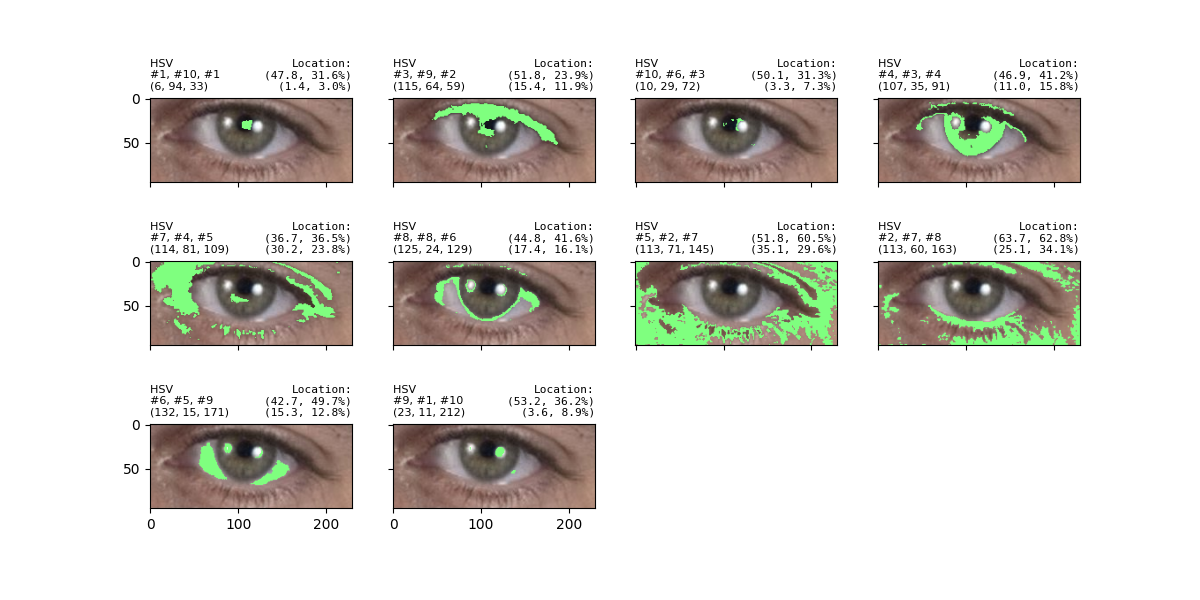 HSV Location:
#1, #10, #1 (47.8, 31.6%)
(6, 94, 33) (1.4, 3.0%)
HSV Location:
#3, #9, #2 (51.8, 23.9%)
(115, 64, 59) (15.4, 11.9%)
HSV Location:
#10, #6, #3 (50.1, 31.3%)
(10, 29, 72) (3.3, 7.3%)
HSV Location:
#4, #3, #4 (46.9, 41.2%)
(107, 35, 91) (11.0, 15.8%)
0
50
HSV Location:
#7, #4, #5 (36.7, 36.5%)
(114, 81, 109) (30.2, 23.8%)
HSV Location:
#8, #8, #6 (44.8, 41.6%)
(125, 24, 129) (17.4, 16.1%)
HSV Location:
#5, #2, #7 (51.8, 60.5%)
(113, 71, 145) (35.1, 29.6%)
HSV Location:
#2, #7, #8 (63.7, 62.8%)
(113, 60, 163) (25.1, 34.1%)
0
50
HSV Location:
#6, #5, #9 (42.7, 49.7%)
(132, 15, 171) (15.3, 12.8%)
HSV Location:
#9, #1, #10 (53.2, 36.2%)
(23, 11, 212) (3.6, 8.9%)
0
50
0 100 200
0 100 200